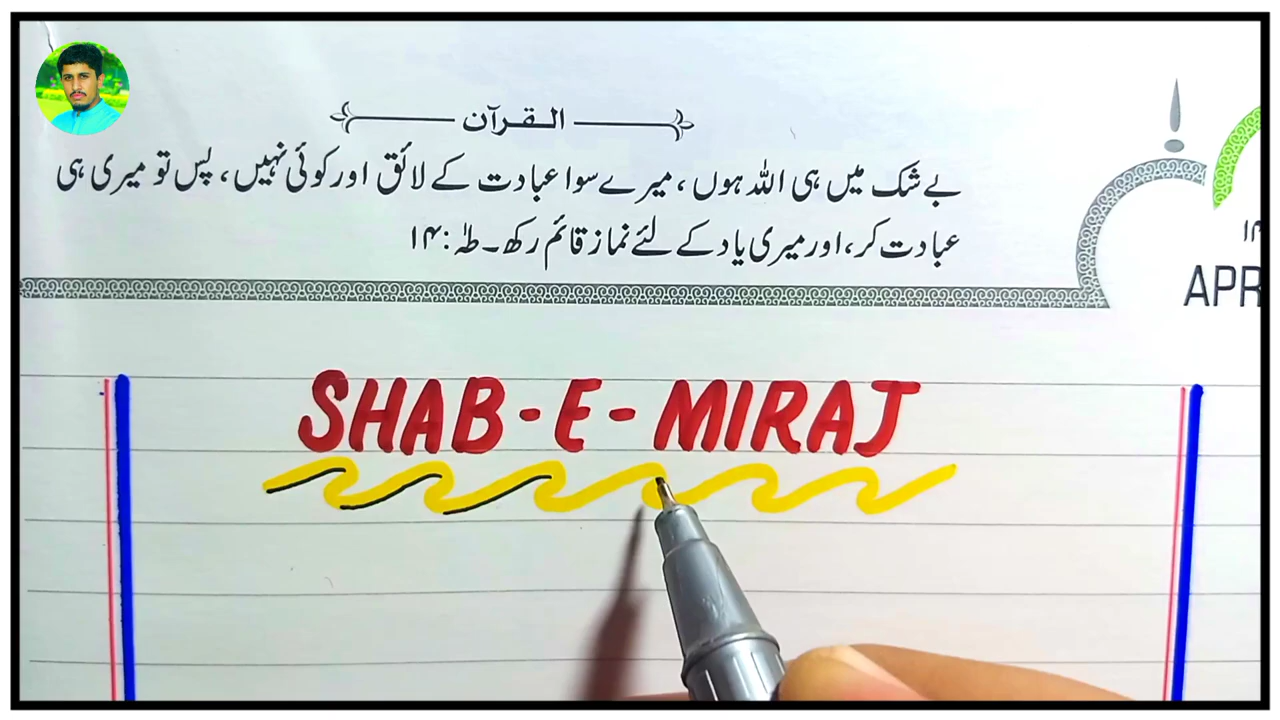 القرآن
بے شک میں ہی اللہ ہوں، میرے سوا عبادت کے لائق اور کوئی نہیں، پس تو میری ہی
عبادت کر، اور میری یاد کے لئے نماز قائم رکھ۔ طہٰ: ۱۴
APR
SHAB-E-MIRAJ